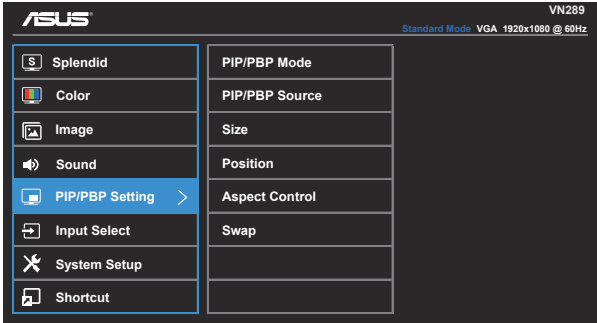 ASUS
VN289
Standard Mode VGA 1920x1080 @ 60Hz
S Splendid
Color
Image
Sound
PIP/PBP Setting
Input Select
System Setup
Shortcut
PIP/PBP Mode
PIP/PBP Source
Size
Position
Aspect Control
Swap